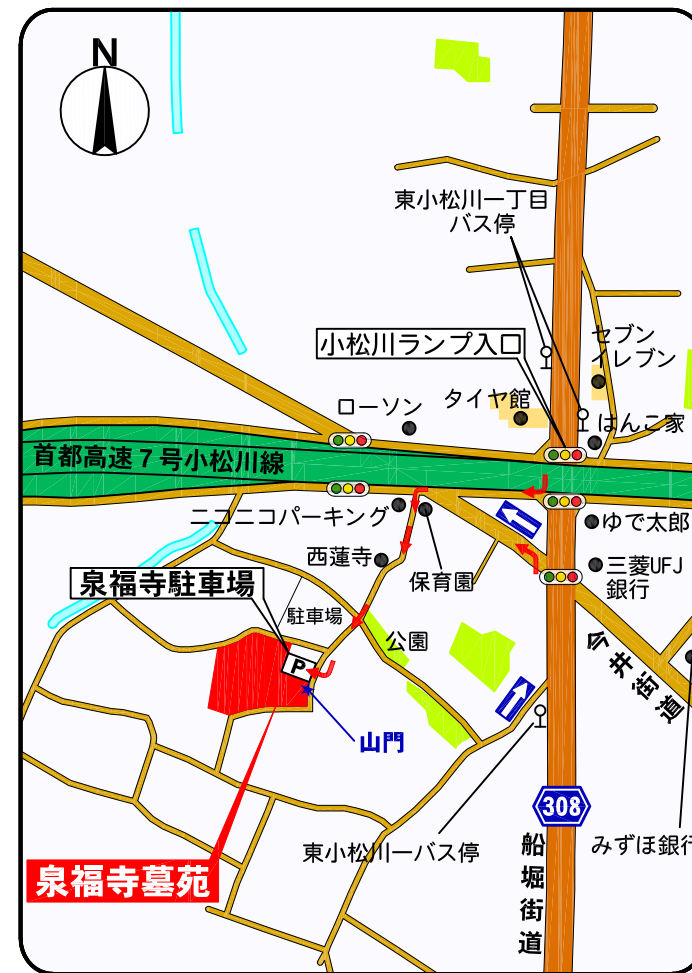 N
東小松川一丁目
バス停
小松川ランプ入口
セブン
イレブン
タイヤ館
ローソン
はんこ家
首都高速7号小松川線
ニコニコパーキング
ゆで太郎
西蓮寺
保育園
三菱UFJ
銀行
泉福寺駐車場
駐車場
公園
今井街道
P
山門
308
船堀街道
東小松川一バス停
みずほ銀行
泉福寺墓苑